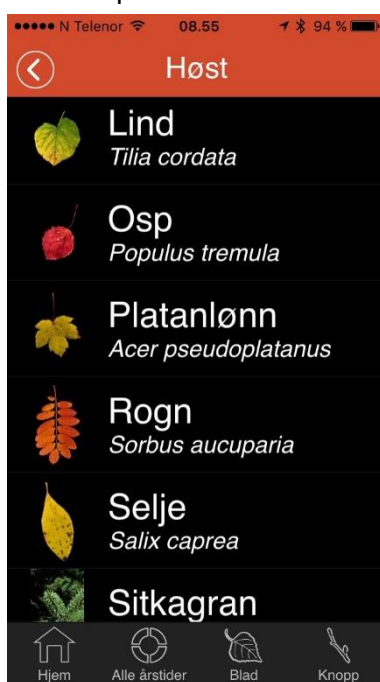 N Telenor 08.55 94 %
Høst
Lind
Tilia cordata
Osp
Populus tremula
Platanlønn
Acer pseudoplatanus
Rogn
Sorbus aucuparia
Selje
Salix caprea
Sitkagran
Hjem Alle årstider Blad Knopp